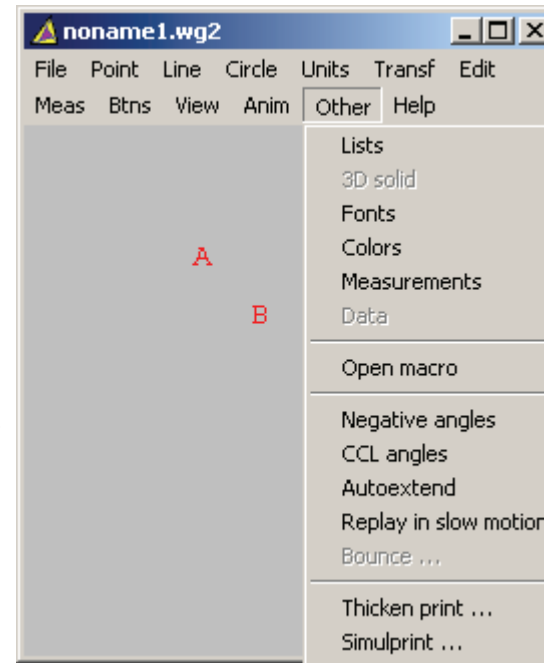 noname1.wg2
File Point Line Circle Units Transf Edit
Meas Btns View Anim Other Help
Lists
3D solid
Fonts
Colors
A
Measurements
B
Data
Open macro
Negative angles
CCL angles
Autoextend
Replay in slow motion
Bounce ...
Thicken print ...
Simulprint ...